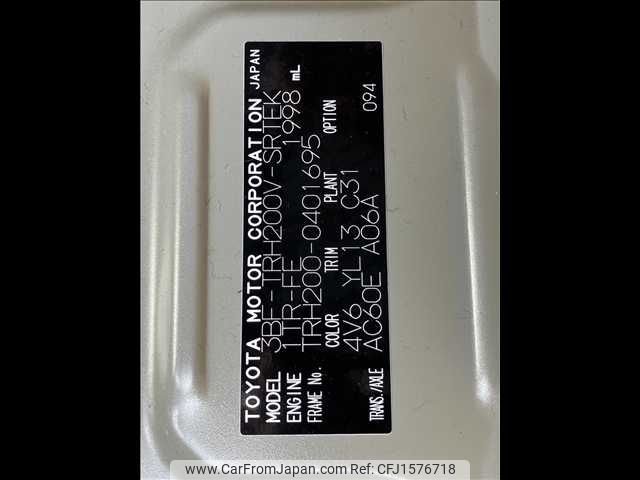 TOYOTA MOTOR CORPORATION JAPAN
MODEL 3BF-TRH200V-SRTEK
ENGINE 1TR-FE 1998 mL
FRAME No. TRH200-0401695
COLOR TRIM PLANT OPTION
4V6 YL13 C31
TRANS./AXLE AC60E A06A 094
www.CarFromJapan.com CFJ1576718